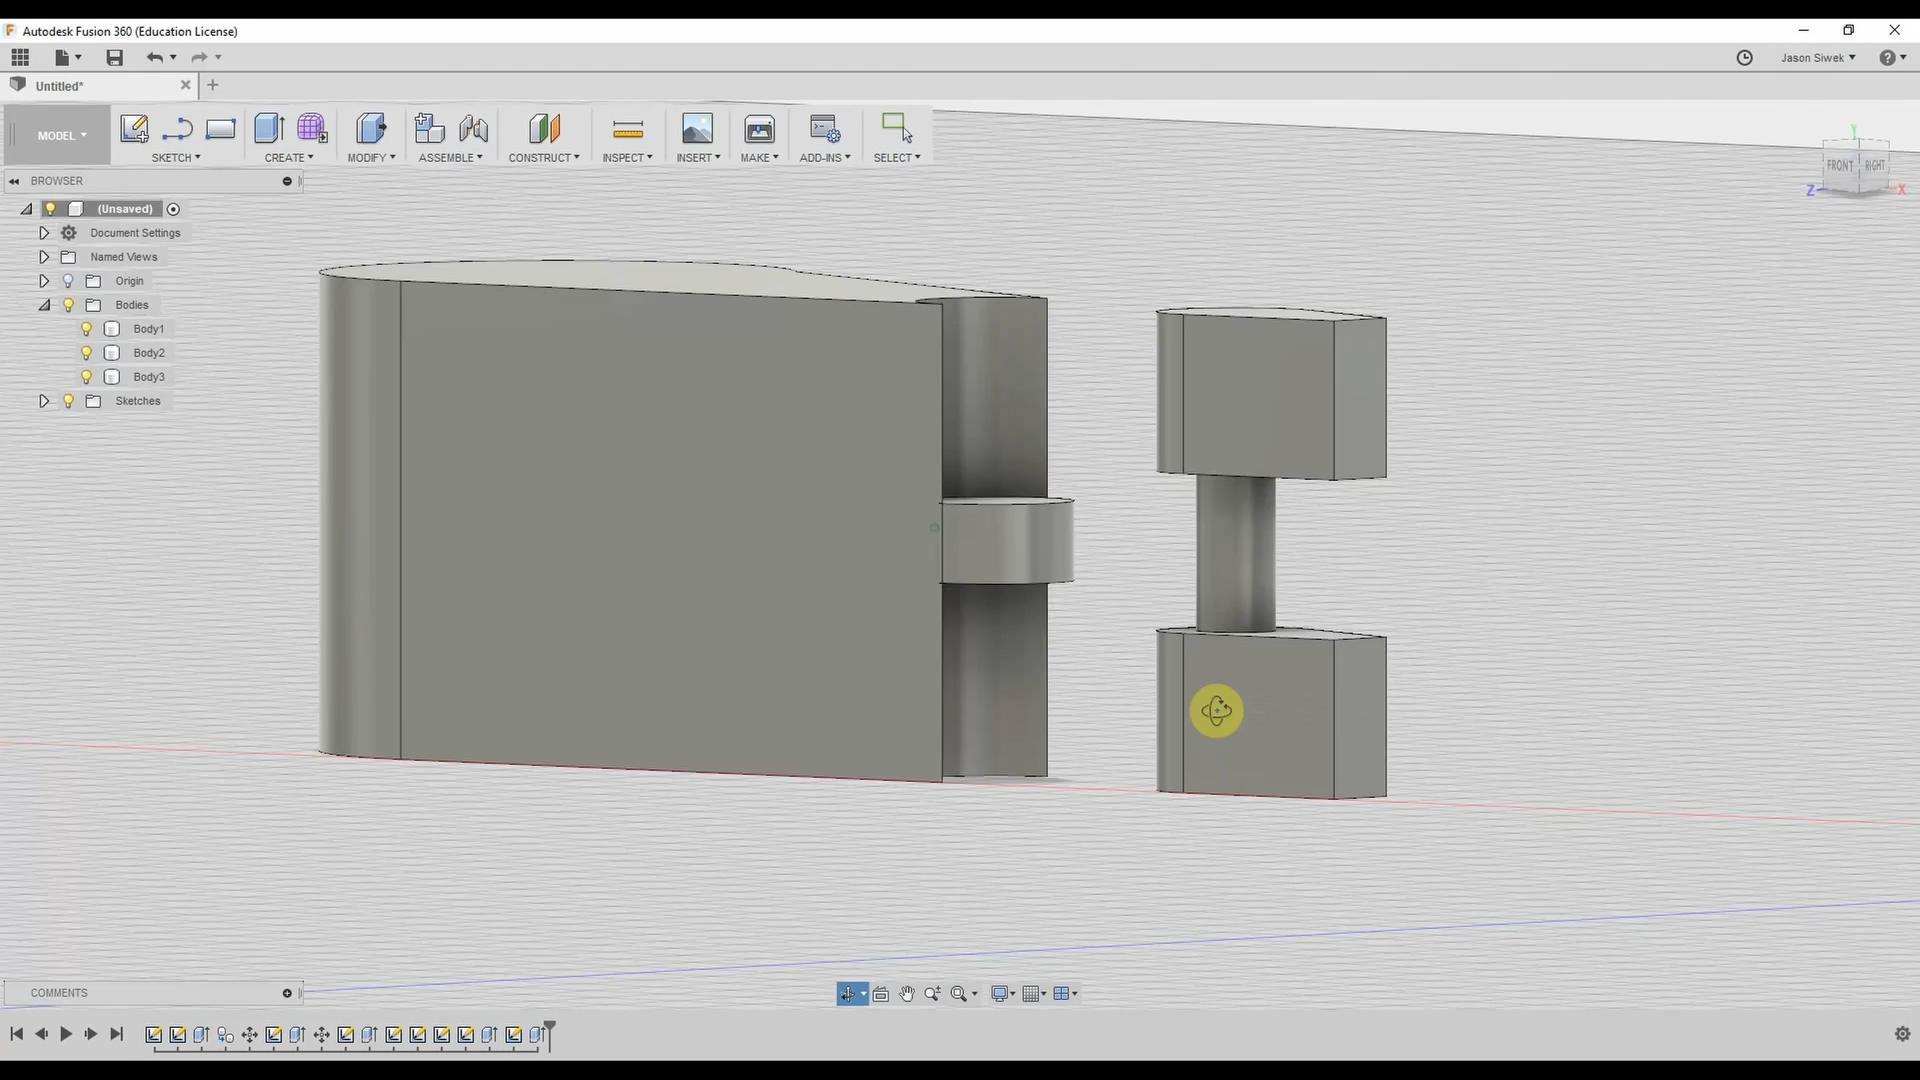 Autodesk Fusion 360 (Education License)
Jason Siwek
Untitled*
MODEL
SKETCH
CREATE
MODIFY
ASSEMBLE
CONSTRUCT
INSPECT
INSERT
MAKE
ADD-INS
SELECT
Y
FRONT
RIGHT
Z
X
BROWSER
(Unsaved)
Document Settings
Named Views
Origin
Bodies
Body1
Body2
Body3
Sketches
COMMENTS